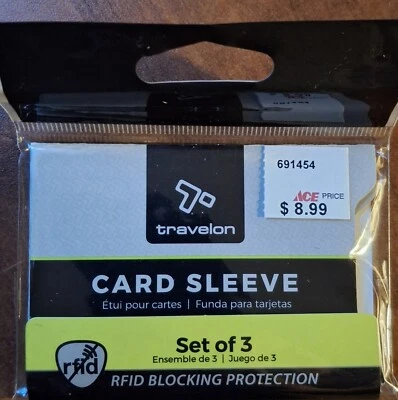 691454
ACE PRICE
$ 8.99
travelon
CARD SLEEVE
Étui pour cartes | Funda para tarjetas
Set of 3
Ensemble de 3 | Juego de 3
rfid
RFID BLOCKING PROTECTION